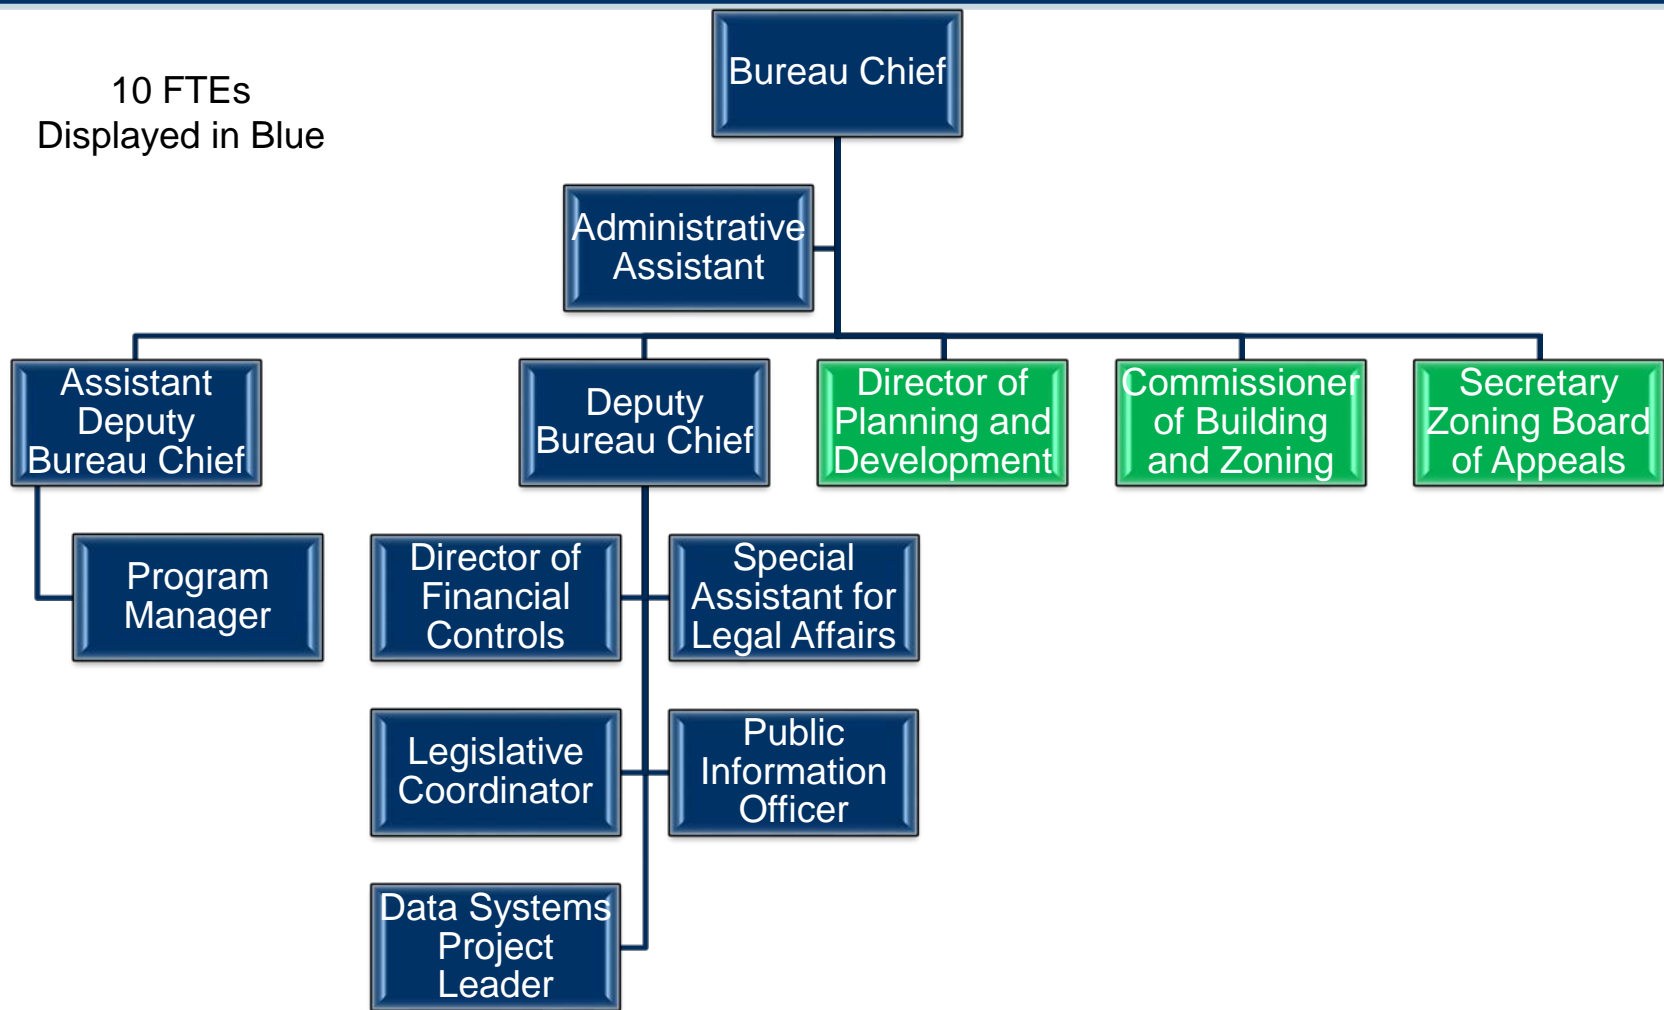 Bureau Chief
10 FTEs
Displayed in Blue
Administrative
Assistant
Assistant
Deputy
Bureau Chief
Deputy
Bureau Chief
Director of
Planning and
Development
Commissioner
of Building
and Zoning
Secretary
Zoning Board
of Appeals
Program
Manager
Director of
Financial
Controls
Special
Assistant for
Legal Affairs
Legislative
Coordinator
Public
Information
Officer
Data Systems
Project
Leader